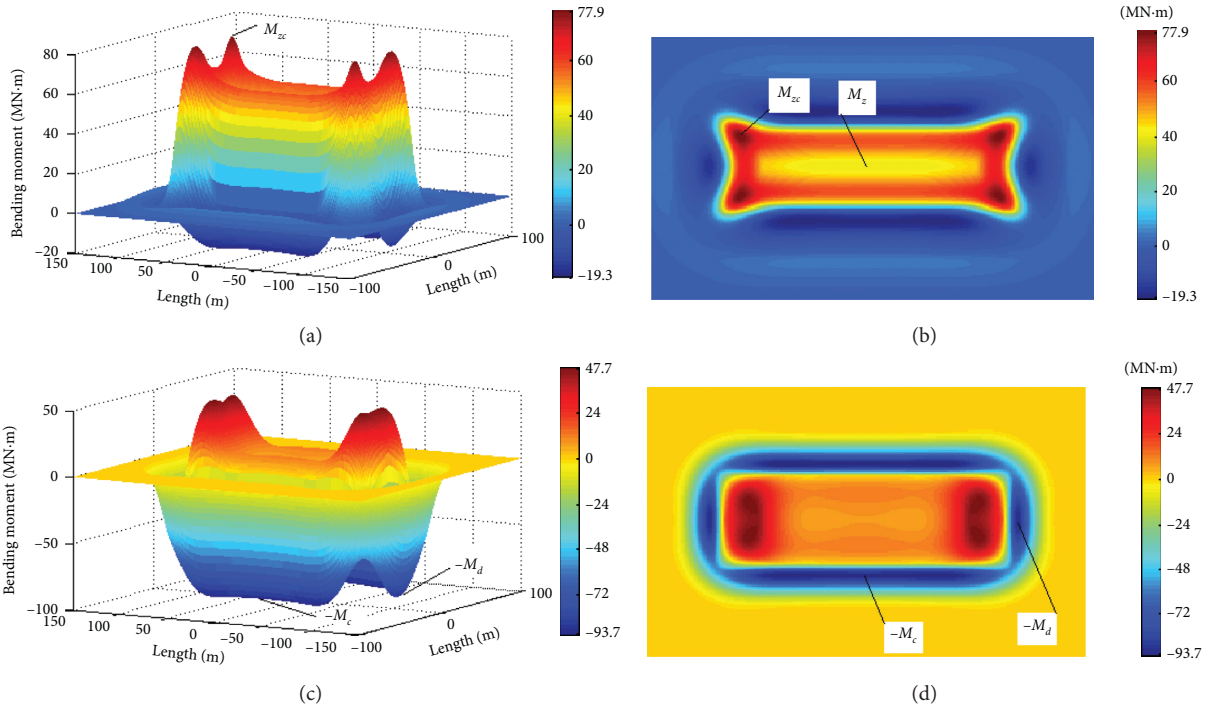 77.9
60
40
20
0
−19.3
M_zc
80
60
40
20
0
−20
Bending moment (MN·m)
150
100
50
0
−50
−100
−150
Length (m)
−100
0
100
Length (m)
(a)
(MN·m)
77.9
60
40
20
0
−19.3
M_zc
M_z
(b)
47.7
24
0
−24
−48
−72
−93.7
50
0
−50
−100
Bending moment (MN·m)
−M_d
−M_c
150
100
50
0
−50
−100
−150
Length (m)
−100
0
100
Length (m)
(c)
(MN·m)
47.7
24
0
−24
−48
−72
−93.7
−M_c
−M_d
(d)